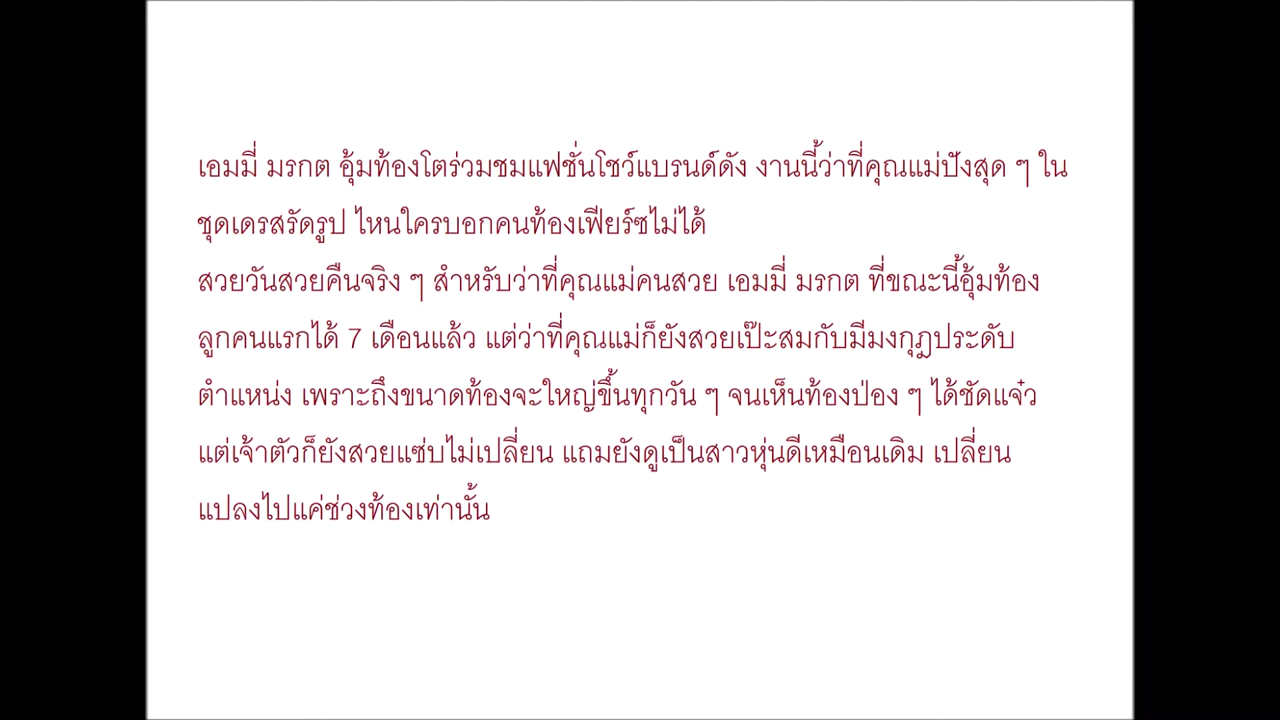 เอมมี่ มรกต อุ้มท้องโตร่วมชมแฟชั่นโชว์แบรนด์ดัง งานนี้ว่าที่คุณแม่ปังสุด ๆ ใน
ชุดเดรสรัดรูป ไหนใครบอกคนท้องเฟียร์ซไม่ได้
สวยวันสวยคืนจริง ๆ สำหรับว่าที่คุณแม่คนสวย เอมมี่ มรกต ที่ขณะนี้อุ้มท้อง
ลูกคนแรกได้ 7 เดือนแล้ว แต่ว่าที่คุณแม่ก็ยังสวยเป๊ะสมกับมีมงกุฎประดับ
ตำแหน่ง เพราะถึงขนาดท้องจะใหญ่ขึ้นทุกวัน ๆ จนเห็นท้องป่อง ๆ ได้ชัดแจ๋ว
แต่เจ้าตัวก็ยังสวยแซ่บไม่เปลี่ยน แถมยังดูเป็นสาวหุ่นดีเหมือนเดิม เปลี่ยน
แปลงไปแค่ช่วงท้องเท่านั้น